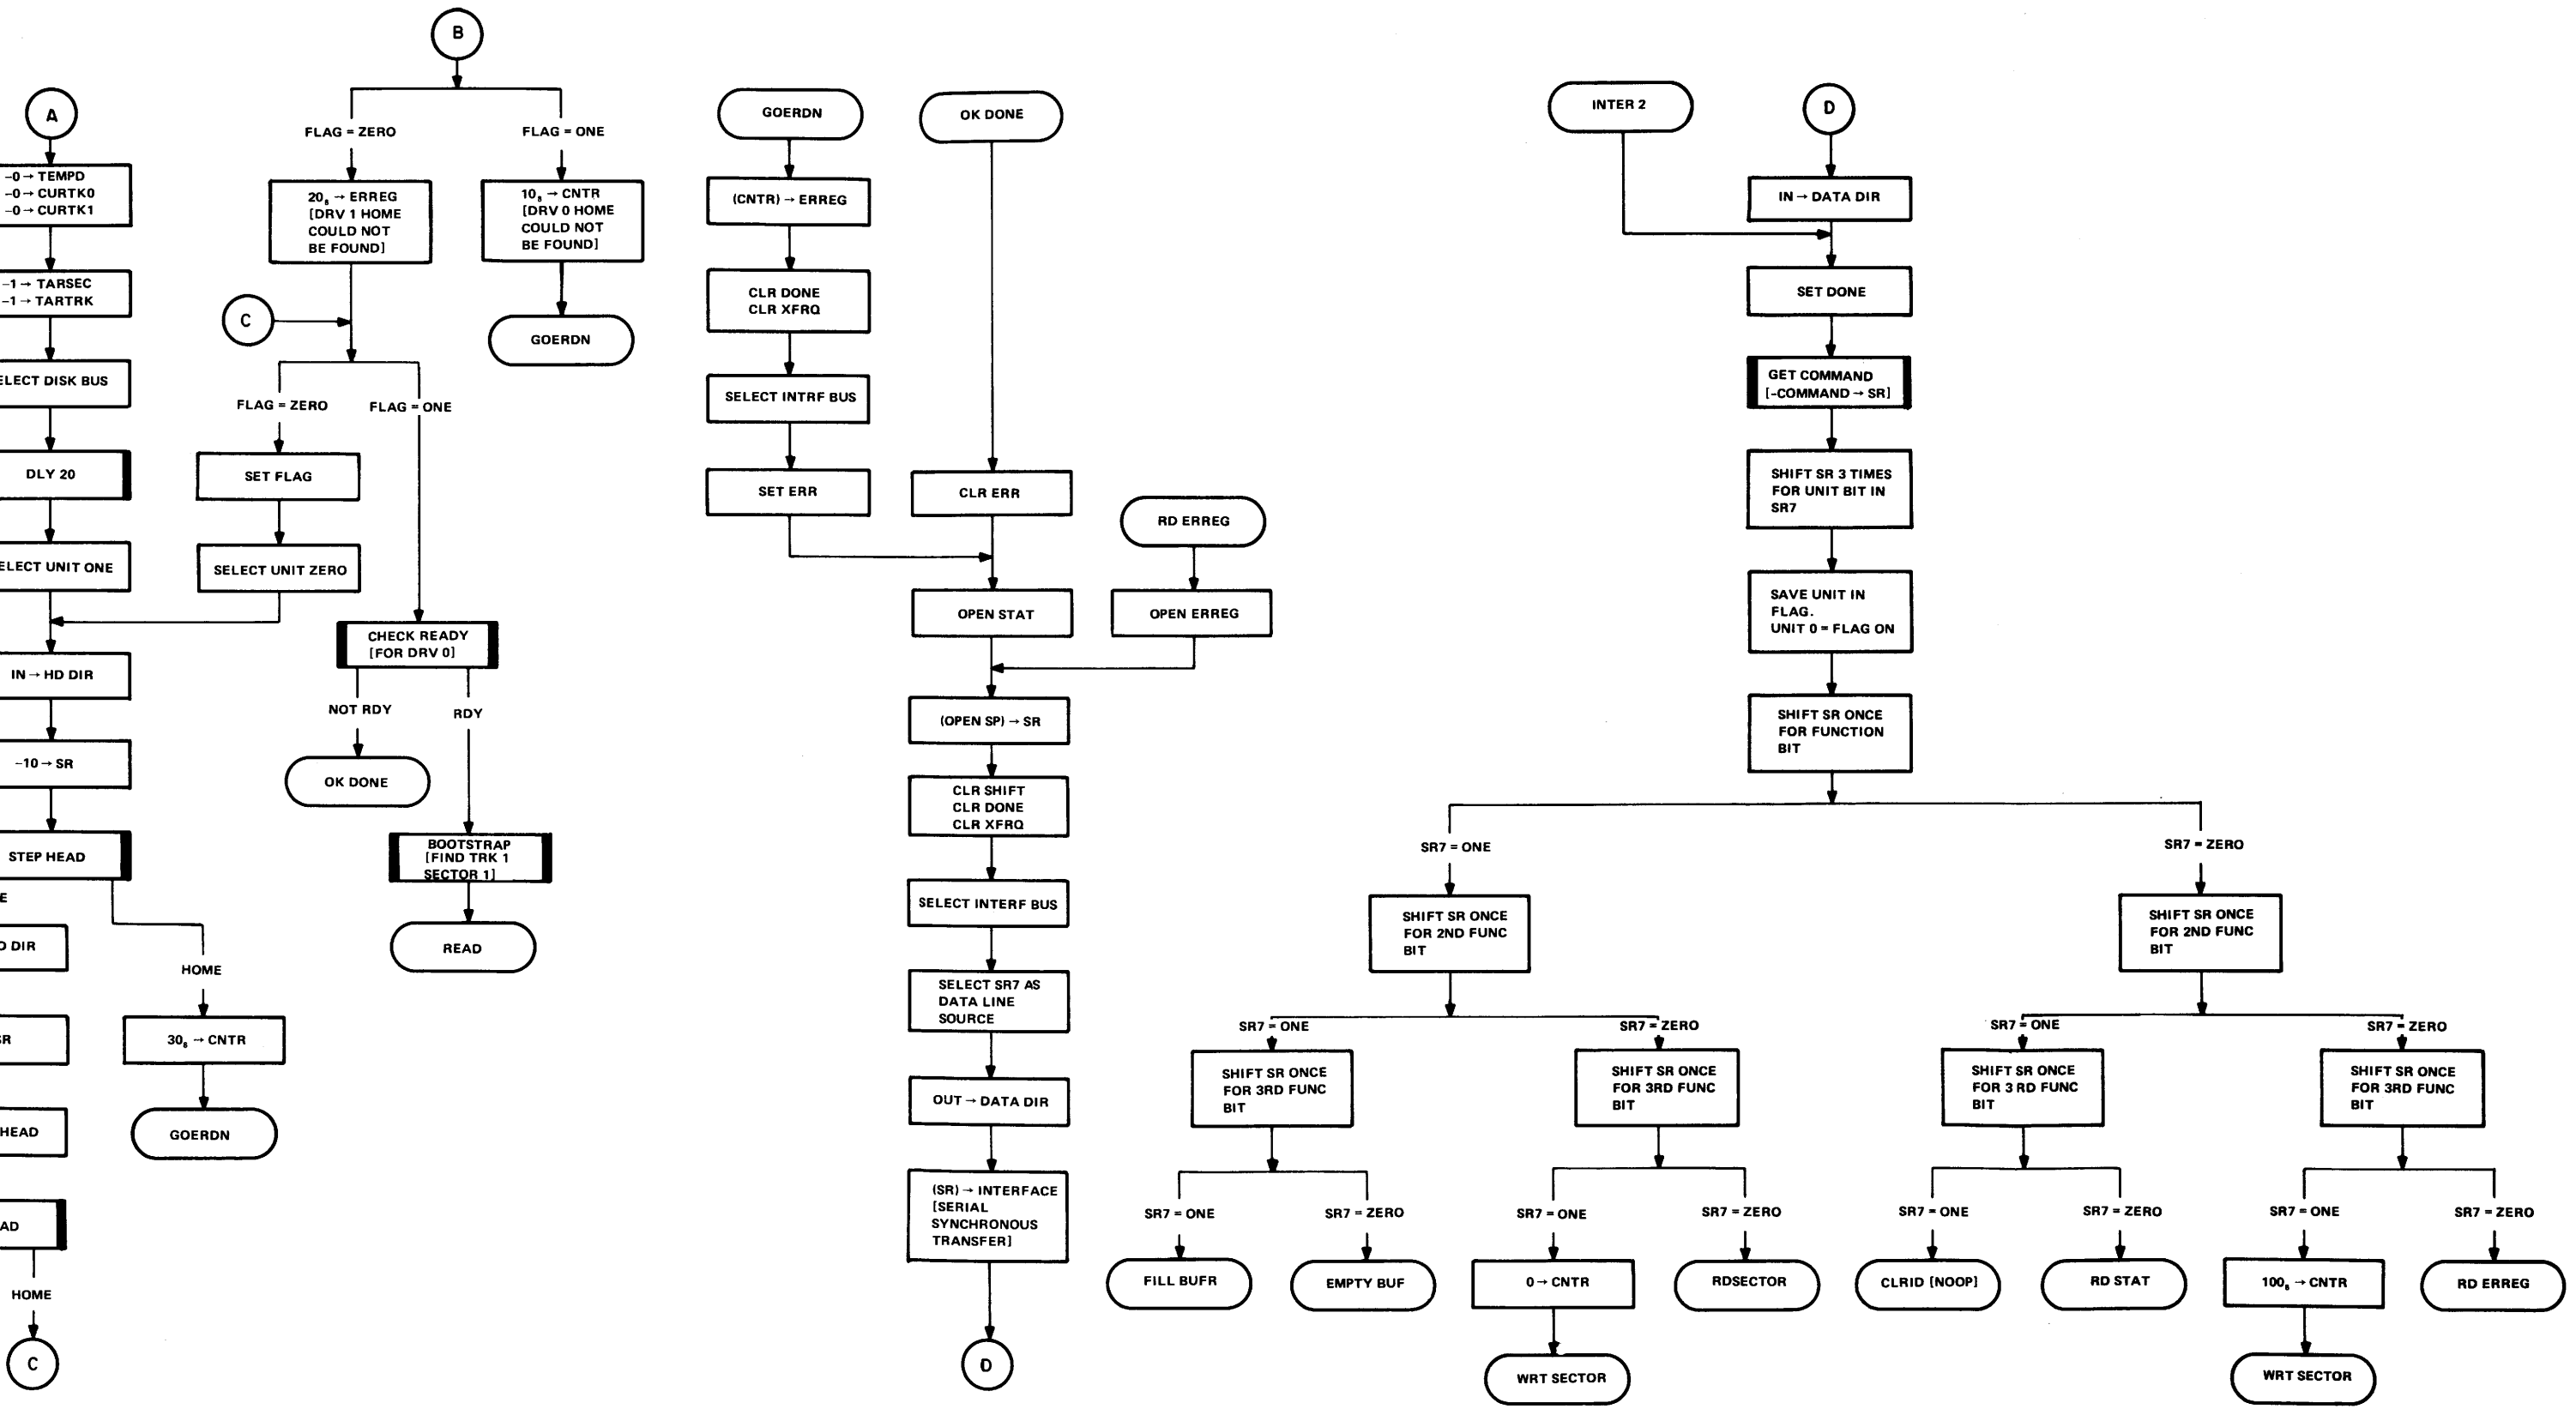 A
-0 → TEMPD
-0 → CURTK0
-0 → CURTK1
-1 → TARSEC
-1 → TARTRK
ELECT DISK BUS
DLY 20
ELECT UNIT ONE
IN → HD DIR
-10 → SR
STEP HEAD
E
D DIR
SR
HEAD
AD
HOME
C
HOME
30₈ → CNTR
GOERDN
B
FLAG = ZERO
FLAG = ONE
20₈ → ERREG
[DRV 1 HOME
COULD NOT
BE FOUND]
10₈ → CNTR
[DRV 0 HOME
COULD NOT
BE FOUND]
GOERDN
C
FLAG = ZERO
FLAG = ONE
SET FLAG
SELECT UNIT ZERO
CHECK READY
[FOR DRV 0]
NOT RDY
RDY
OK DONE
BOOTSTRAP
[FIND TRK 1
SECTOR 1]
READ
GOERDN
(CNTR) → ERREG
CLR DONE
CLR XFRQ
SELECT INTRF BUS
SET ERR
OK DONE
CLR ERR
RD ERREG
OPEN STAT
OPEN ERREG
(OPEN SP) → SR
CLR SHIFT
CLR DONE
CLR XFRQ
SELECT INTERF BUS
SELECT SR7 AS
DATA LINE
SOURCE
OUT → DATA DIR
(SR) → INTERFACE
[SERIAL
SYNCHRONOUS
TRANSFER]
D
INTER 2
D
IN → DATA DIR
SET DONE
GET COMMAND
[-COMMAND → SR]
SHIFT SR 3 TIMES
FOR UNIT BIT IN
SR7
SAVE UNIT IN
FLAG.
UNIT 0 = FLAG ON
SHIFT SR ONCE
FOR FUNCTION
BIT
SR7 = ONE
SR7 = ZERO
SHIFT SR ONCE
FOR 2ND FUNC
BIT
SHIFT SR ONCE
FOR 2ND FUNC
BIT
SR7 = ONE
SR7 = ZERO
SR7 = ONE
SR7 = ZERO
SHIFT SR ONCE
FOR 3RD FUNC
BIT
SHIFT SR ONCE
FOR 3RD FUNC
BIT
SHIFT SR ONCE
FOR 3 RD FUNC
BIT
SHIFT SR ONCE
FOR 3RD FUNC
BIT
SR7 = ONE
SR7 = ZERO
SR7 = ONE
SR7 = ZERO
SR7 = ONE
SR7 = ZERO
SR7 = ONE
SR7 = ZERO
FILL BUFR
EMPTY BUF
0 → CNTR
RDSECTOR
CLRID [NOOP]
RD STAT
100₈ → CNTR
RD ERREG
WRT SECTOR
WRT SECTOR